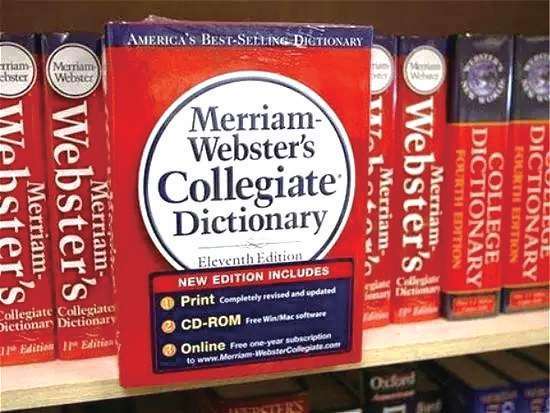 AMERICA'S BEST-SELLING DICTIONARY
Merriam-
Webster's
Collegiate®
Dictionary
Eleventh Edition
NEW EDITION INCLUDES
1 Print Completely revised and updated
2 CD-ROM Free Win/Mac software
3 Online Free one-year subscription
to www.Merriam-WebsterCollegiate.com
Merriam-
Webster's
Collegiate
Dictionary
11th Edition
Merriam
Webster
Merriam-
Webster's
Collegiate
Dictionary
11th Edition
Merriam-
Webster's
Merriam
Webster
Merriam-
Webster's
Collegiate
Dictionary
WEBSTER'S
COLLEGE
DICTIONARY
FOURTH EDITION
DICTIONARY
FOURTH EDITION
Oxford